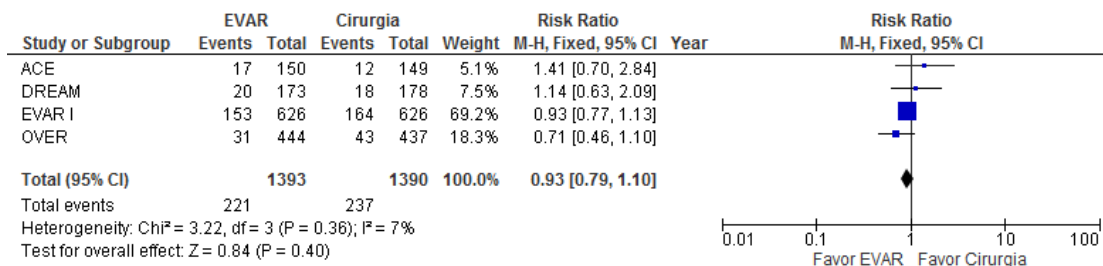 EVAR Cirurgia Risk Ratio Risk Ratio
Study or Subgroup Events Total Events Total Weight M-H, Fixed, 95% CI Year M-H, Fixed, 95% CI
ACE 17 150 12 149 5.1% 1.41 [0.70, 2.84]
DREAM 20 173 18 178 7.5% 1.14 [0.63, 2.09]
EVAR I 153 626 164 626 69.2% 0.93 [0.77, 1.13]
OVER 31 444 43 437 18.3% 0.71 [0.46, 1.10]
Total (95% CI) 1393 1390 100.0% 0.93 [0.79, 1.10]
Total events 221 237
Heterogeneity: Chi² = 3.22, df = 3 (P = 0.36); I² = 7%
Test for overall effect: Z = 0.84 (P = 0.40)
0.01 0.1 1 10 100
Favor EVAR Favor Cirurgia